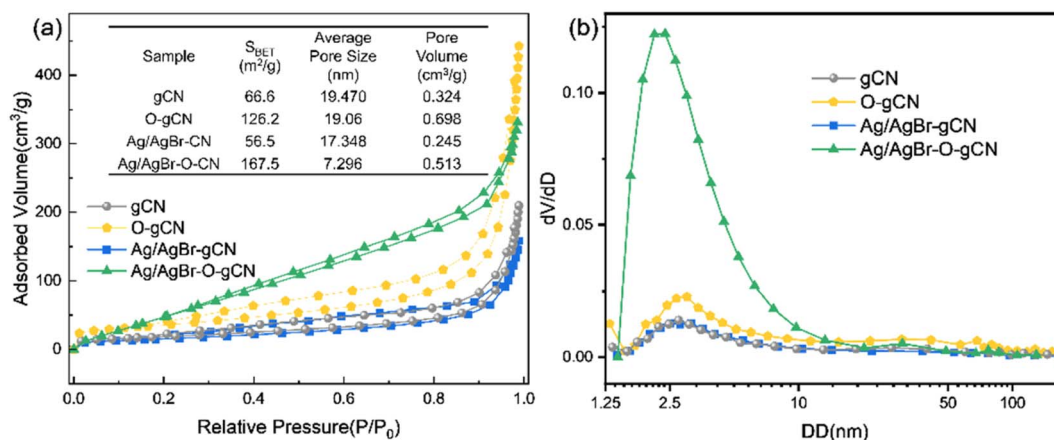 (a)
Sample S_BET (m²/g) Average Pore Size (nm) Pore Volume (cm³/g)
gCN 66.6 19.470 0.324
O-gCN 126.2 19.06 0.698
Ag/AgBr-CN 56.5 17.348 0.245
Ag/AgBr-O-CN 167.5 7.296 0.513
gCN
O-gCN
Ag/AgBr-gCN
Ag/AgBr-O-gCN
Adsorbed Volume(cm³/g)
400
300
200
100
0
0.0 0.2 0.4 0.6 0.8 1.0
Relative Pressure(P/P₀)
(b)
gCN
O-gCN
Ag/AgBr-gCN
Ag/AgBr-O-gCN
dV/dD
0.10
0.05
0.00
1.25 2.5 10 50 100
DD(nm)